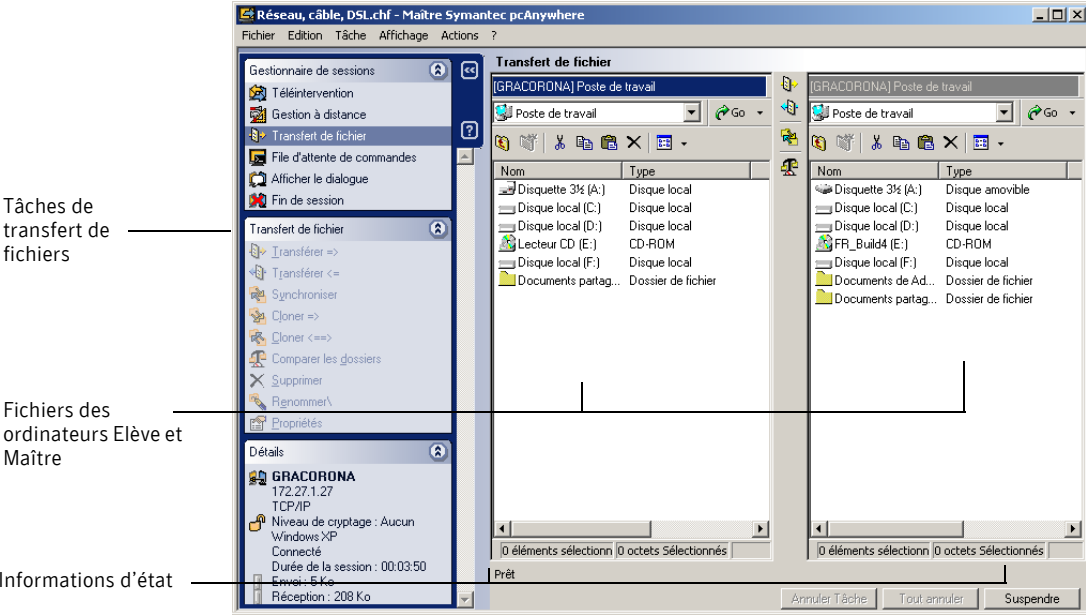 Réseau, câble, DSL.chf - Maître Symantec pcAnywhere
Fichier Edition Tâche Affichage Actions ?
Gestionnaire de sessions
Téléintervention
Gestion à distance
Transfert de fichier
File d'attente de commandes
Afficher le dialogue
Fin de session
Transfert de fichier
Transférer =>
Transférer <=
Synchroniser
Cloner =>
Cloner <==>
Comparer les dossiers
Supprimer
Renommer\
Propriétés
Détails
GRACORONA
172.27.1.27
TCP/IP
Niveau de cryptage : Aucun
Windows XP
Connecté
Durée de la session : 00:03:50
Envoi : 5 Ko
Réception : 208 Ko
Transfert de fichier
[GRACORONA] Poste de travail
Poste de travail Go
Nom Type
Disquette 3½ (A:) Disque local
Disque local (C:) Disque local
Disque local (D:) Disque local
Lecteur CD (E:) CD-ROM
Disque local (F:) Disque local
Documents partag... Dossier de fichier
0 éléments sélectionn 0 octets Sélectionnés
[GRACORONA] Poste de travail
Poste de travail Go
Nom Type
Disquette 3½ (A:) Disque amovible
Disque local (C:) Disque local
Disque local (D:) Disque local
FR_Build4 (E:) CD-ROM
Disque local (F:) Disque local
Documents de Ad... Dossier de fichier
Documents partag... Dossier de fichier
0 éléments sélectionn 0 octets Sélectionnés
Prêt
Annuler Tâche Tout annuler Suspendre
Tâches de
transfert de
fichiers
Fichiers des
ordinateurs Elève et
Maître
Informations d'état